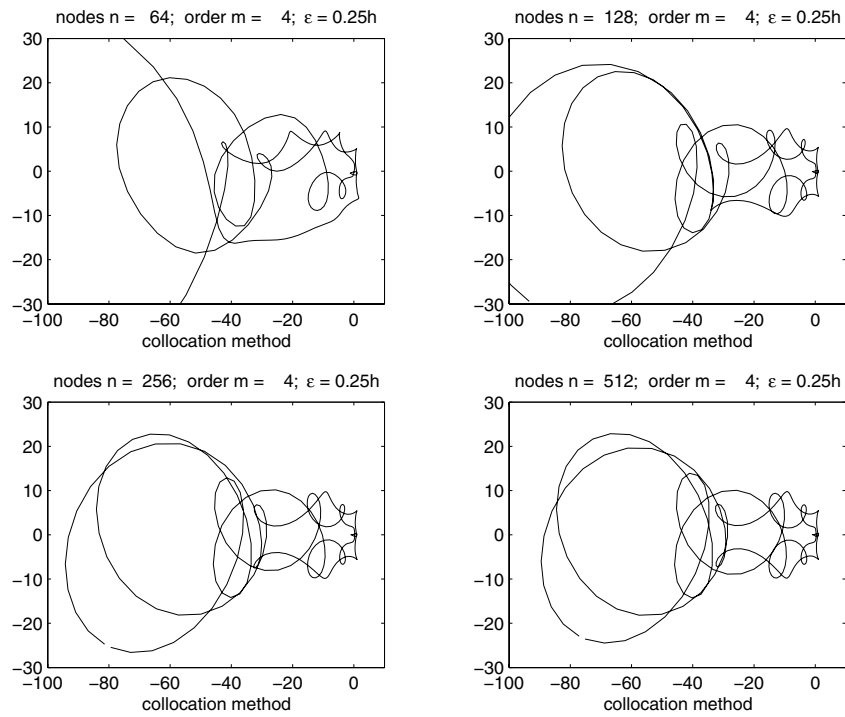 nodes n = 64; order m = 4; ε = 0.25h
30
20
10
0
−10
−20
−30
−100 −80 −60 −40 −20 0
collocation method
nodes n = 128; order m = 4; ε = 0.25h
30
20
10
0
−10
−20
−30
−100 −80 −60 −40 −20 0
collocation method
nodes n = 256; order m = 4; ε = 0.25h
30
20
10
0
−10
−20
−30
−100 −80 −60 −40 −20 0
collocation method
nodes n = 512; order m = 4; ε = 0.25h
30
20
10
0
−10
−20
−30
−100 −80 −60 −40 −20 0
collocation method